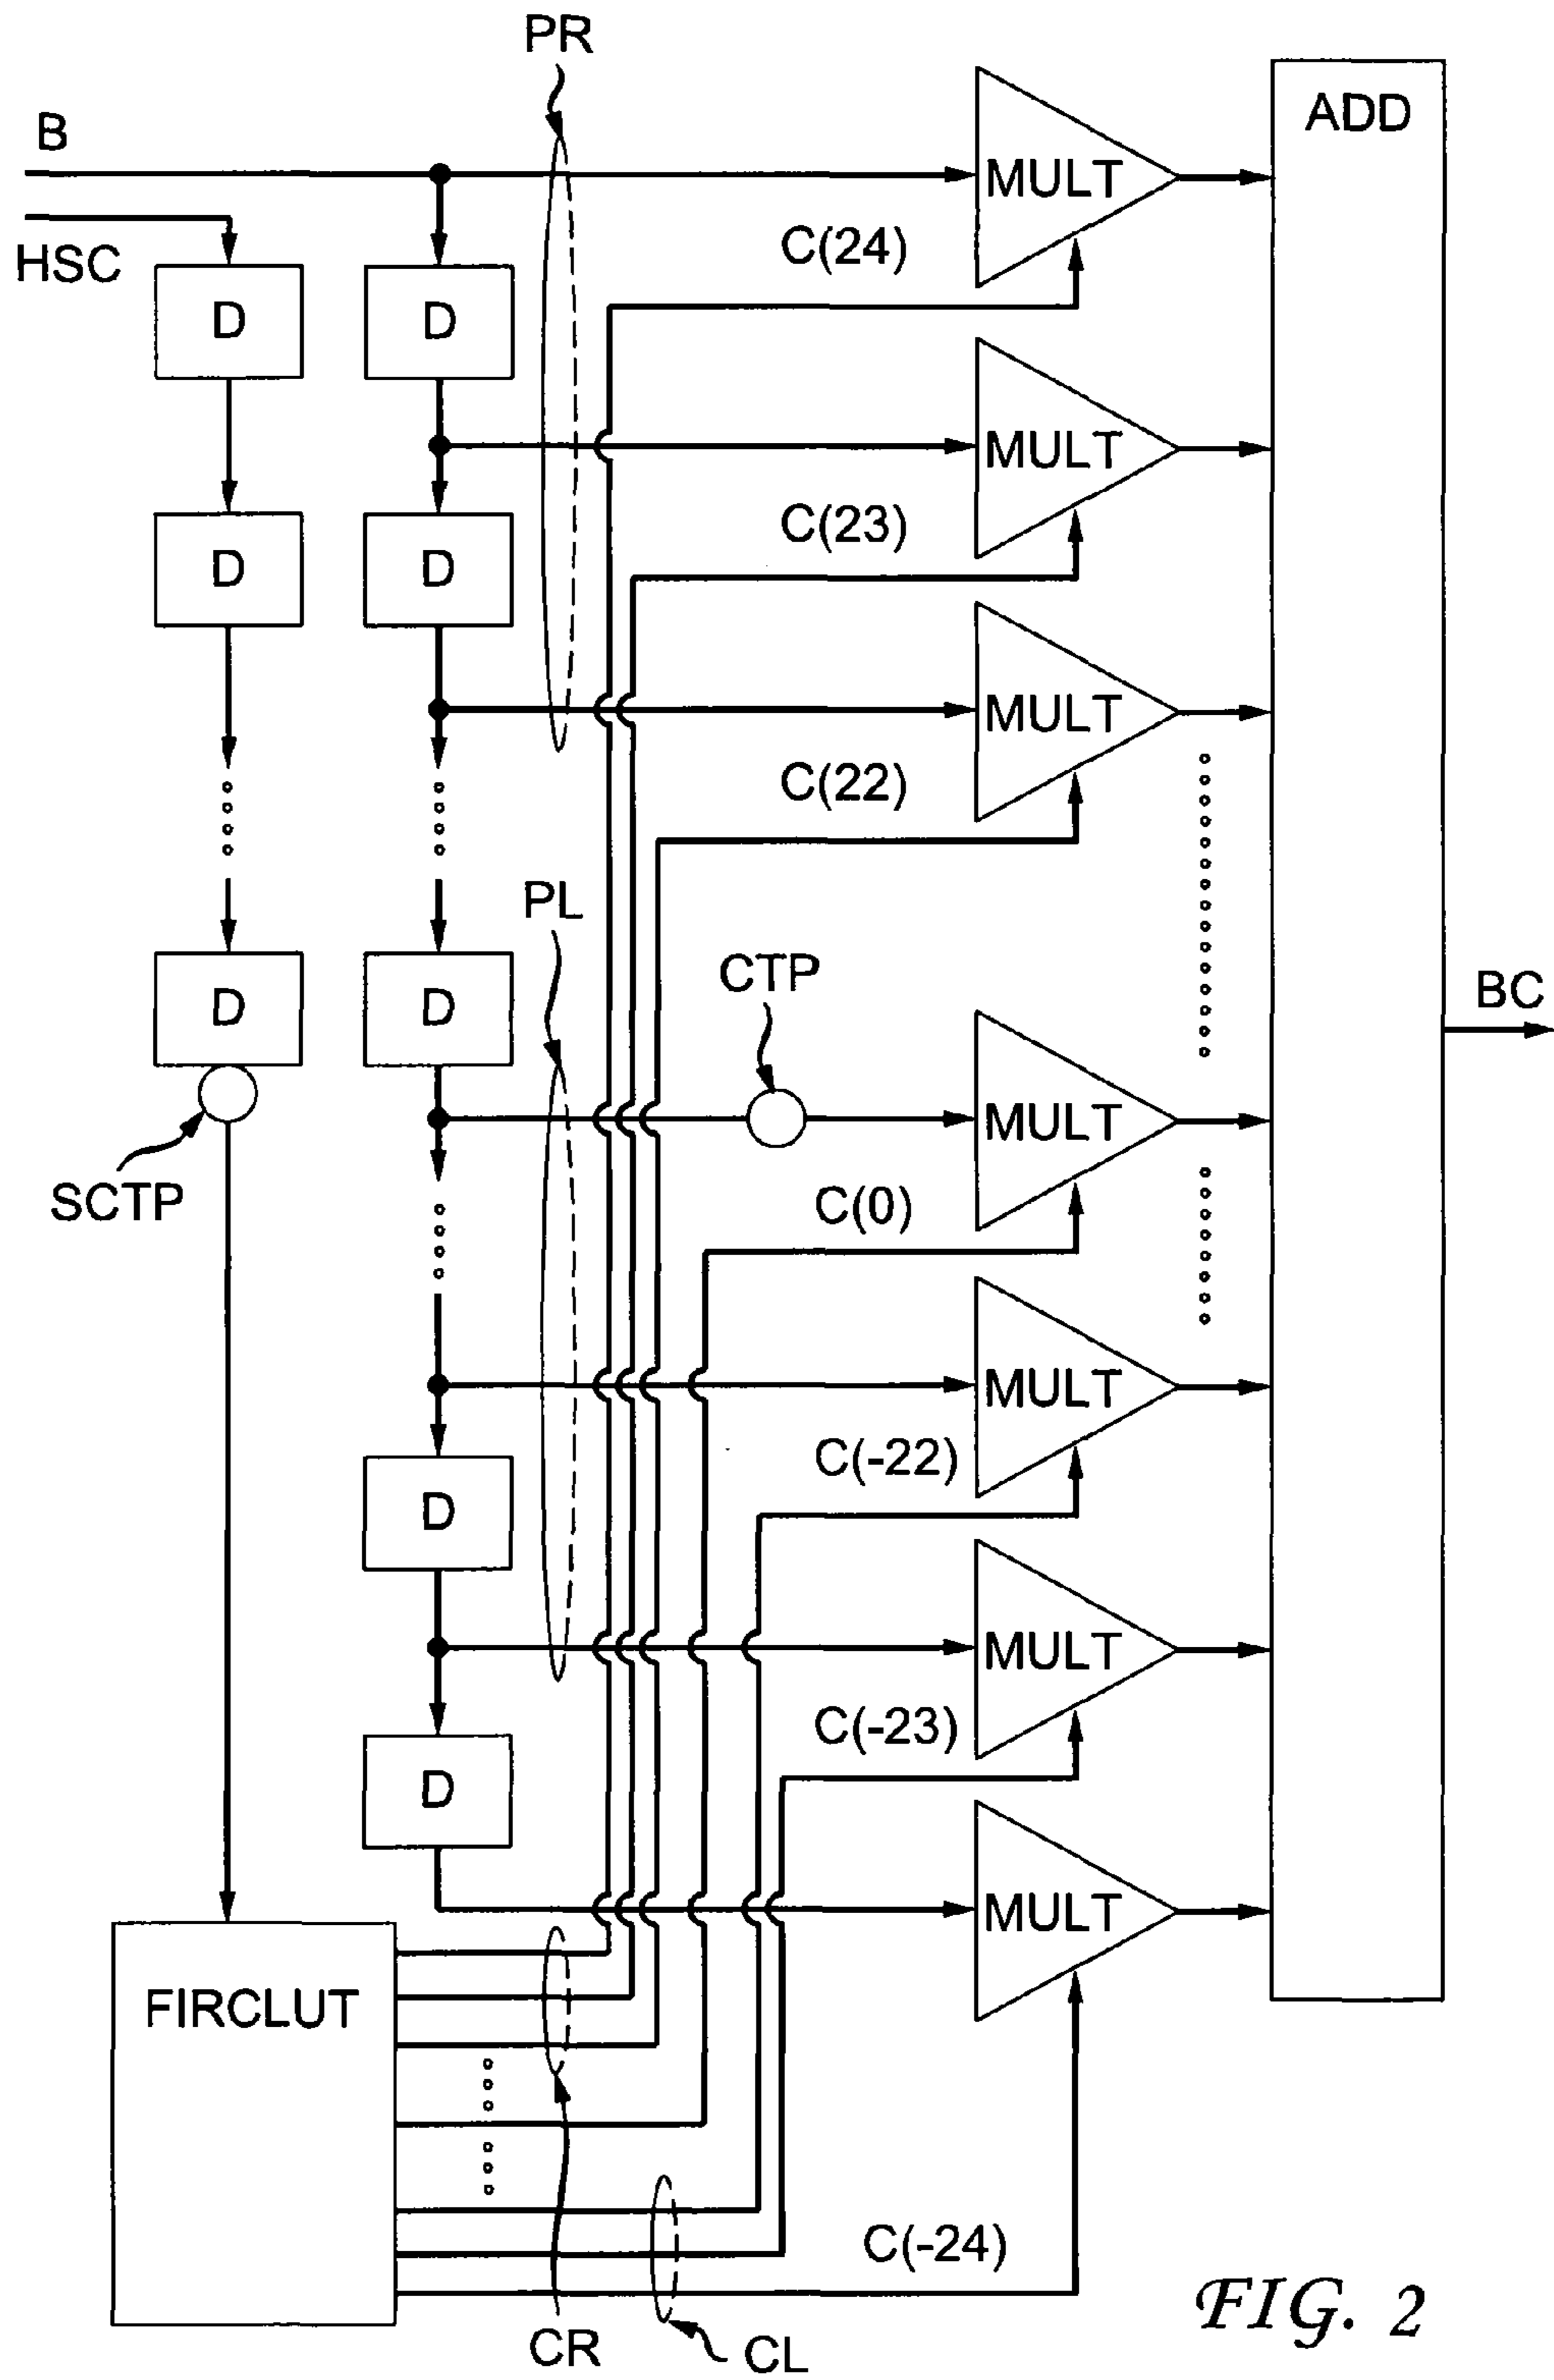 PR
B
ADD
MULT
HSC
C(24)
D
D
MULT
C(23)
D
D
MULT
C(22)
PL
CTP
BC
D
D
MULT
SCTP
C(0)
MULT
C(-22)
D
MULT
C(-23)
D
MULT
FIRCLUT
C(-24)
CR
CL
FIG. 2